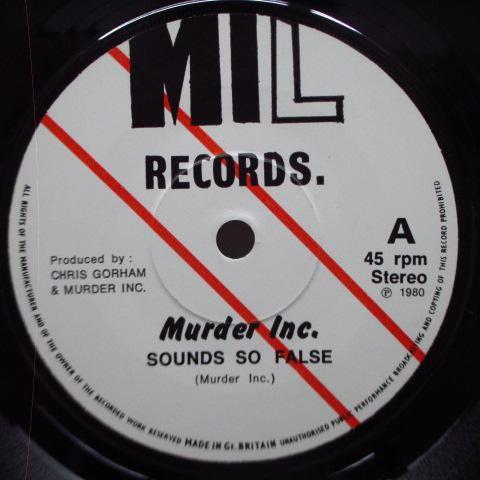 MIL
RECORDS.
A
45 rpm
Stereo
℗ 1980
Produced by :
CHRIS GORHAM
& MURDER INC.
Murder Inc.
SOUNDS SO FALSE
(Murder Inc.)
ALL RIGHTS OF THE MANUFACTURER AND OF THE OWNER OF THE RECORDED WORK RESERVED MADE IN Gt. BRITAIN UNAUTHORISED PUBLIC PERFORMANCE BROADCASTING AND COPYING OF THIS RECORD PROHIBITED